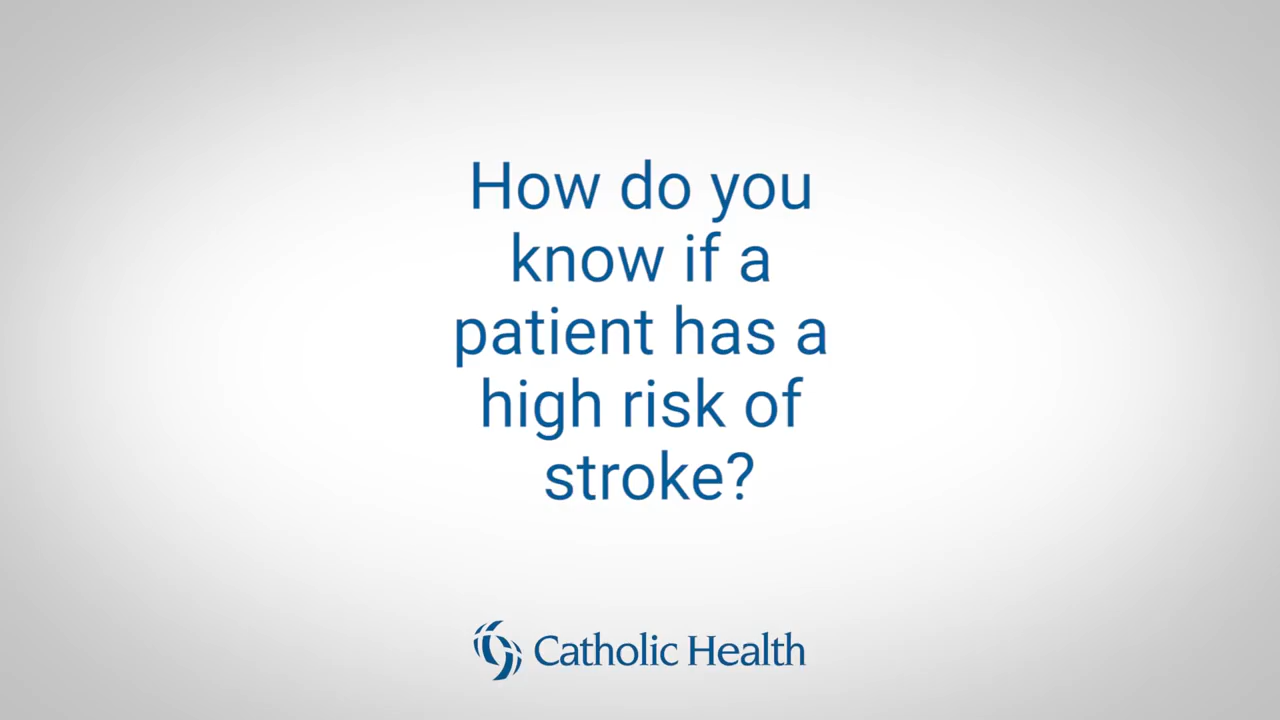 How do you
know if a
patient has a
high risk of
stroke?
Catholic Health